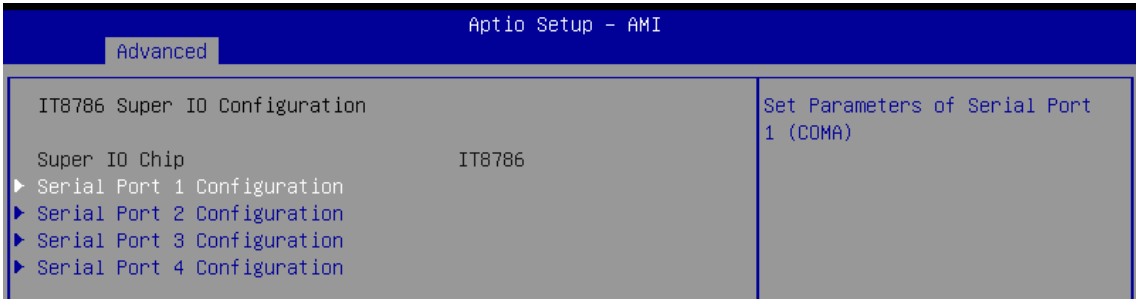 Aptio Setup – AMI
Advanced
IT8786 Super IO Configuration
Super IO Chip IT8786
Serial Port 1 Configuration
Serial Port 2 Configuration
Serial Port 3 Configuration
Serial Port 4 Configuration
Set Parameters of Serial Port
1 (COMA)